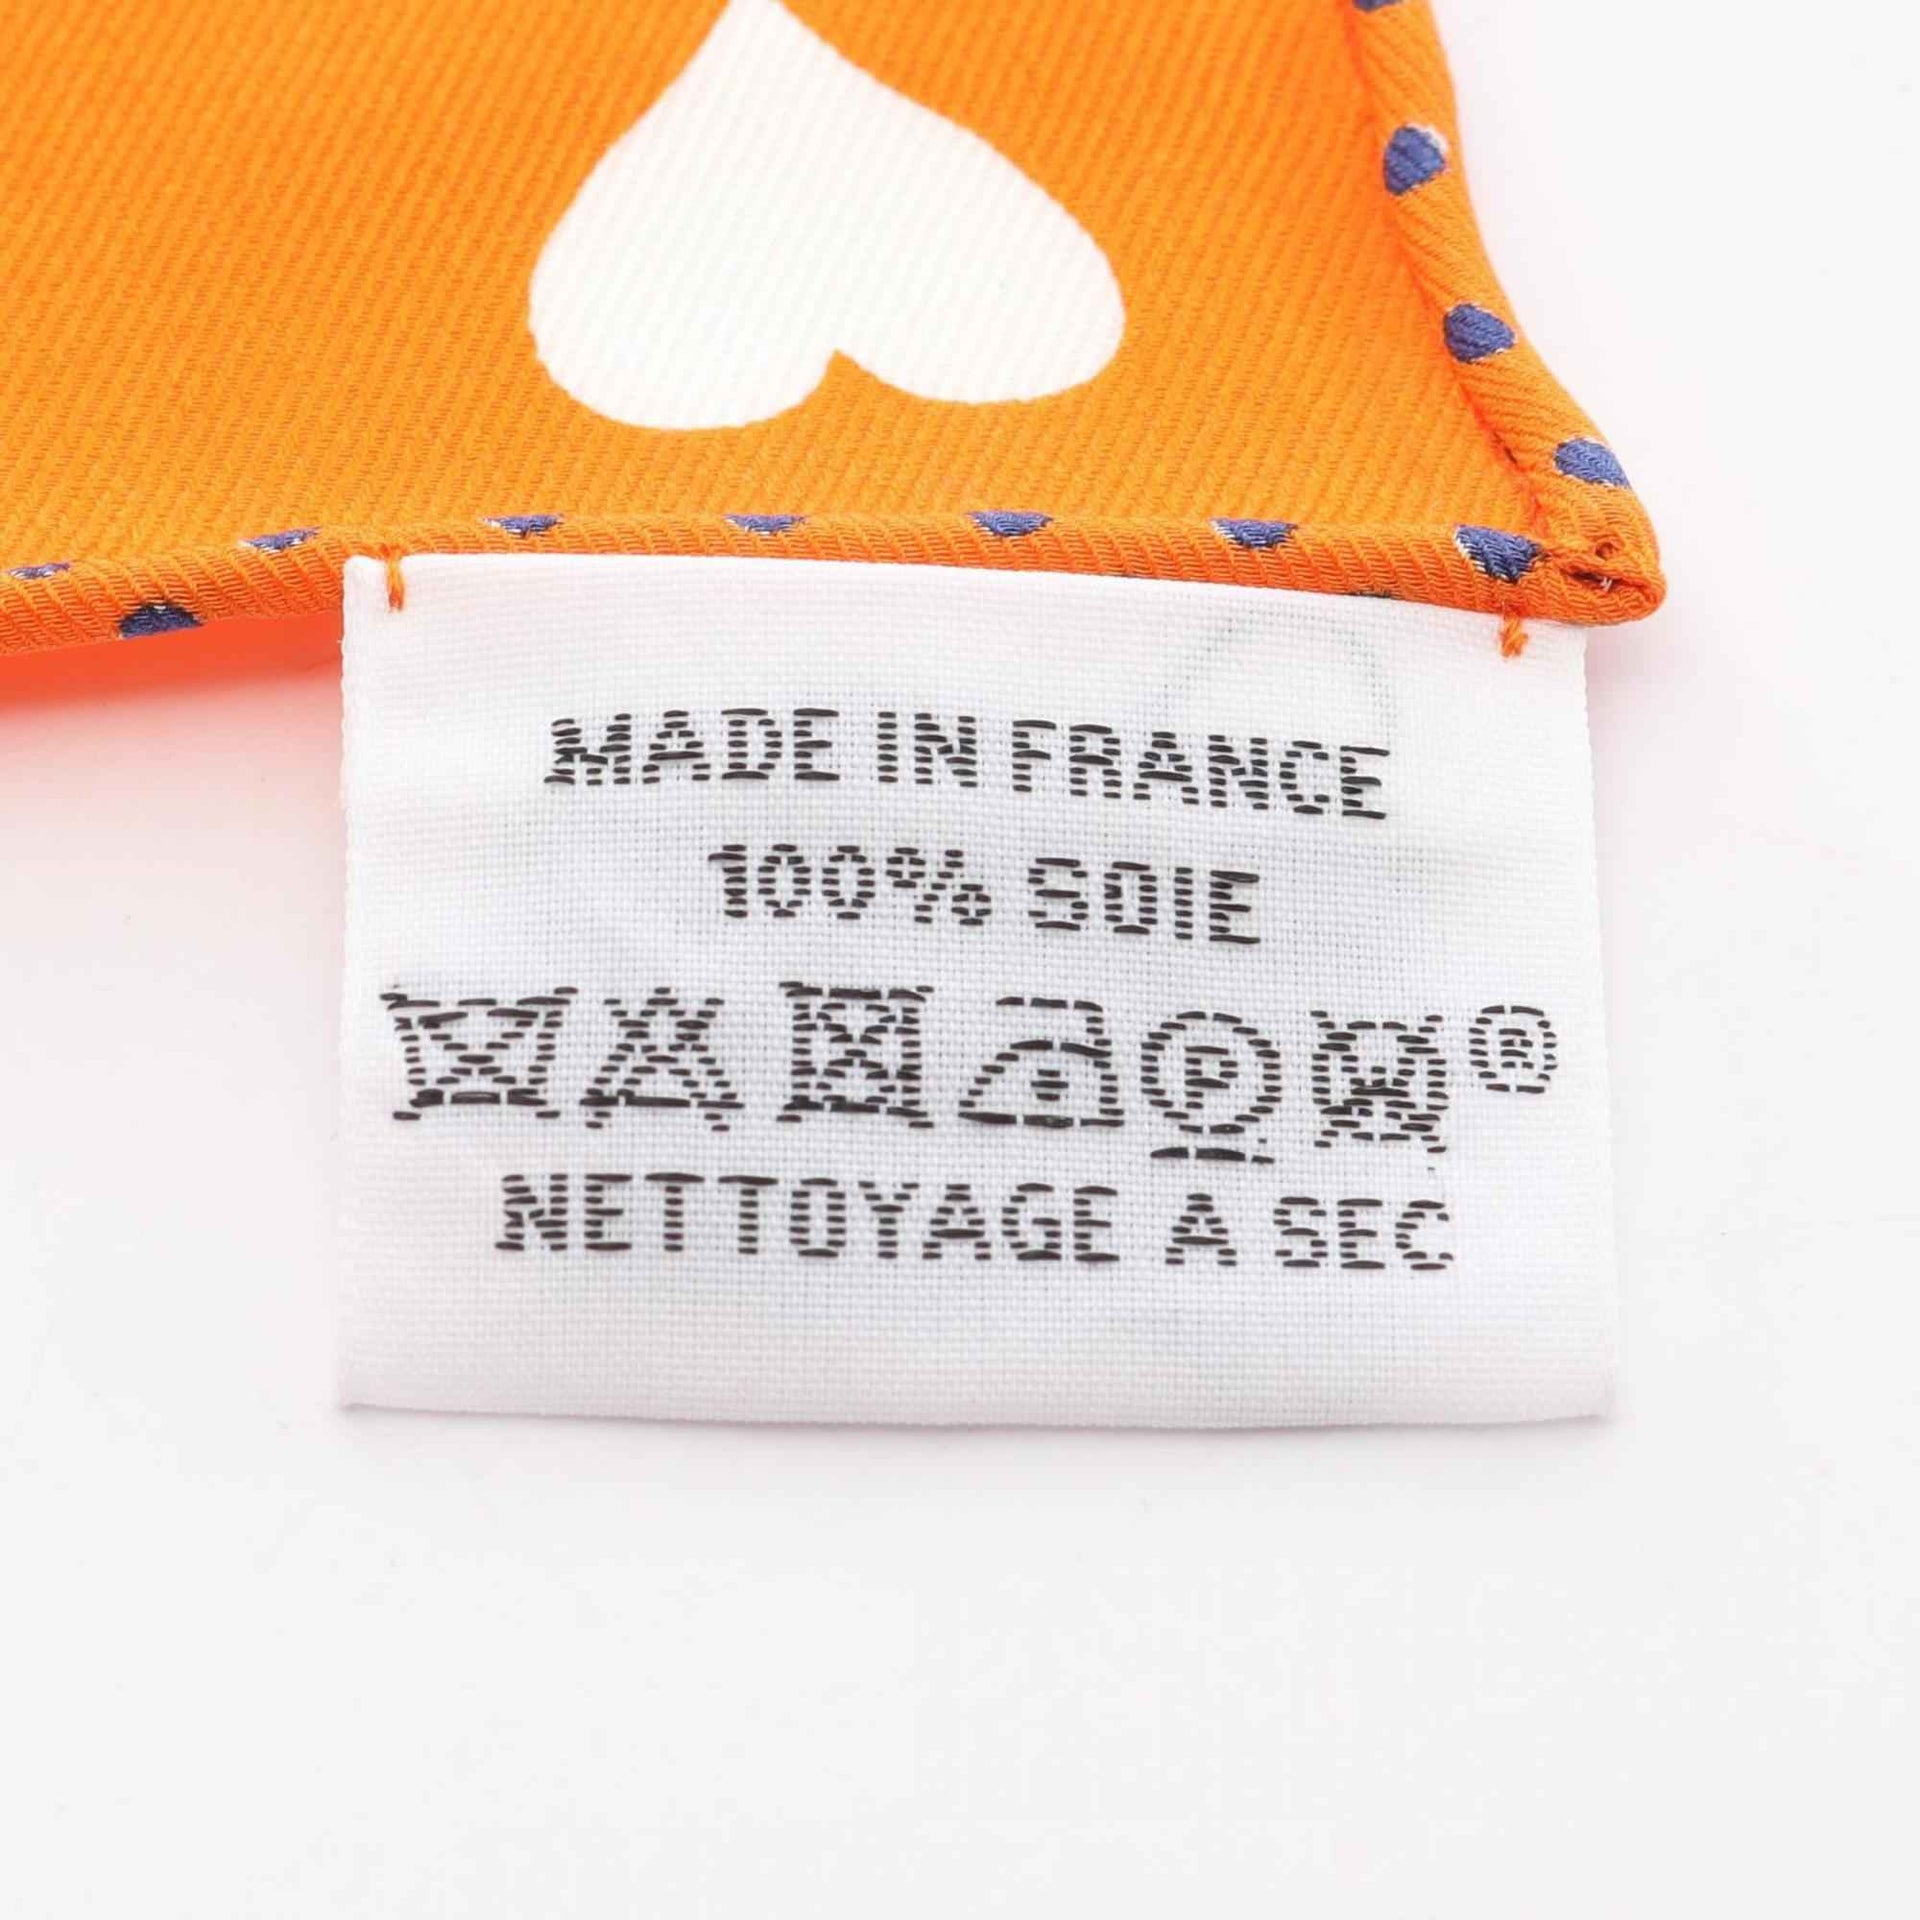 MADE IN FRANCE
100% SOIE
P W ®
NETTOYAGE A SEC